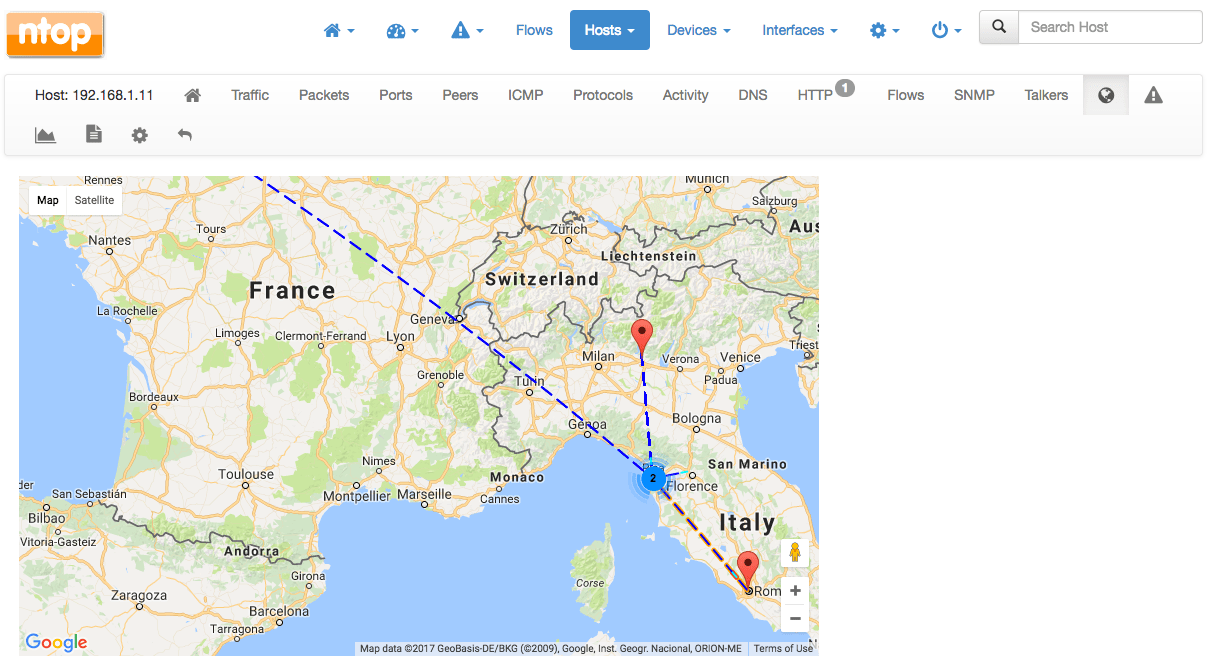 ntop
Flows
Hosts
Devices
Interfaces
Search Host
Host: 192.168.1.11
Traffic
Packets
Ports
Peers
ICMP
Protocols
Activity
DNS
HTTP 1
Flows
SNMP
Talkers
Map
Satellite
Rennes
Munich
Salzburg
Tours
Zürich
Aus
Nantes
Liechtenstein
Switzerland
France
La Rochelle
Geneva
Limoges
Clermont-Ferrand
Lyon
Milan
Verona
Venice
Triest
Grenoble
Turin
Padua
Bordeaux
Genoa
Bologna
Nimes
Monaco
San Marino
Toulouse
2
Florence
der
San Sebastián
Montpellier
Marseille
Cannes
Bilbao
Italy
Vitoria-Gasteiz
Andorra
Girona
Corse
Zaragoza
Rom
Barcelona
Tarragona
Google
Map data ©2017 GeoBasis-DE/BKG (©2009), Google, Inst. Geogr. Nacional, ORION-ME
Terms of Use